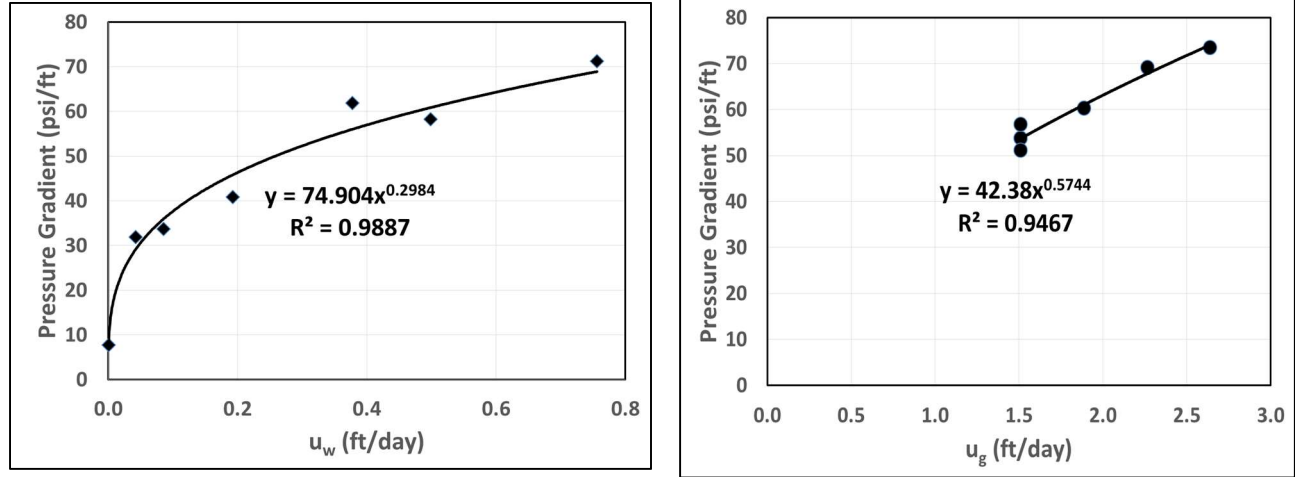 80
70
60
50
40
30
20
10
0
Pressure Gradient (psi/ft)
y = 74.904x^0.2984
R² = 0.9887
0.0 0.2 0.4 0.6 0.8
u_w (ft/day)
80
70
60
50
40
30
20
10
0
Pressure Gradient (psi/ft)
y = 42.38x^0.5744
R² = 0.9467
0.0 0.5 1.0 1.5 2.0 2.5 3.0
u_g (ft/day)